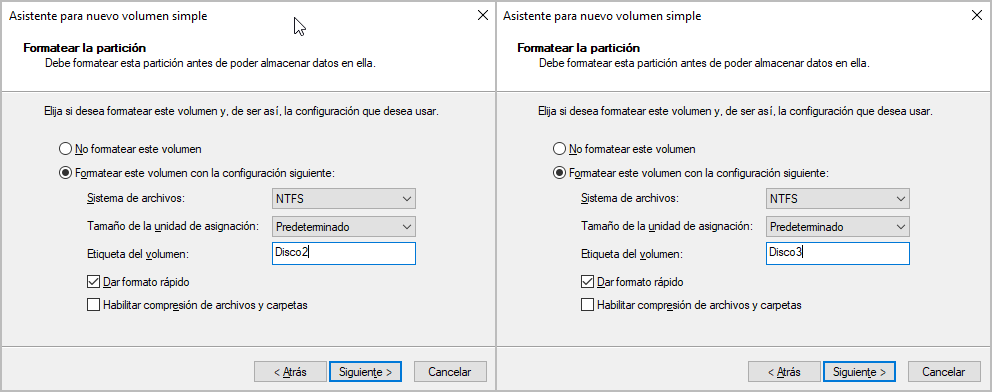 Asistente para nuevo volumen simple
Formatear la partición
Debe formatear esta partición antes de poder almacenar datos en ella.
Elija si desea formatear este volumen y, de ser así, la configuración que desea usar.
No formatear este volumen
Formatear este volumen con la configuración siguiente:
Sistema de archivos: NTFS
Tamaño de la unidad de asignación: Predeterminado
Etiqueta del volumen: Disco2
Dar formato rápido
Habilitar compresión de archivos y carpetas
< Atrás Siguiente > Cancelar
Asistente para nuevo volumen simple
Formatear la partición
Debe formatear esta partición antes de poder almacenar datos en ella.
Elija si desea formatear este volumen y, de ser así, la configuración que desea usar.
No formatear este volumen
Formatear este volumen con la configuración siguiente:
Sistema de archivos: NTFS
Tamaño de la unidad de asignación: Predeterminado
Etiqueta del volumen: Disco3
Dar formato rápido
Habilitar compresión de archivos y carpetas
< Atrás Siguiente > Cancelar